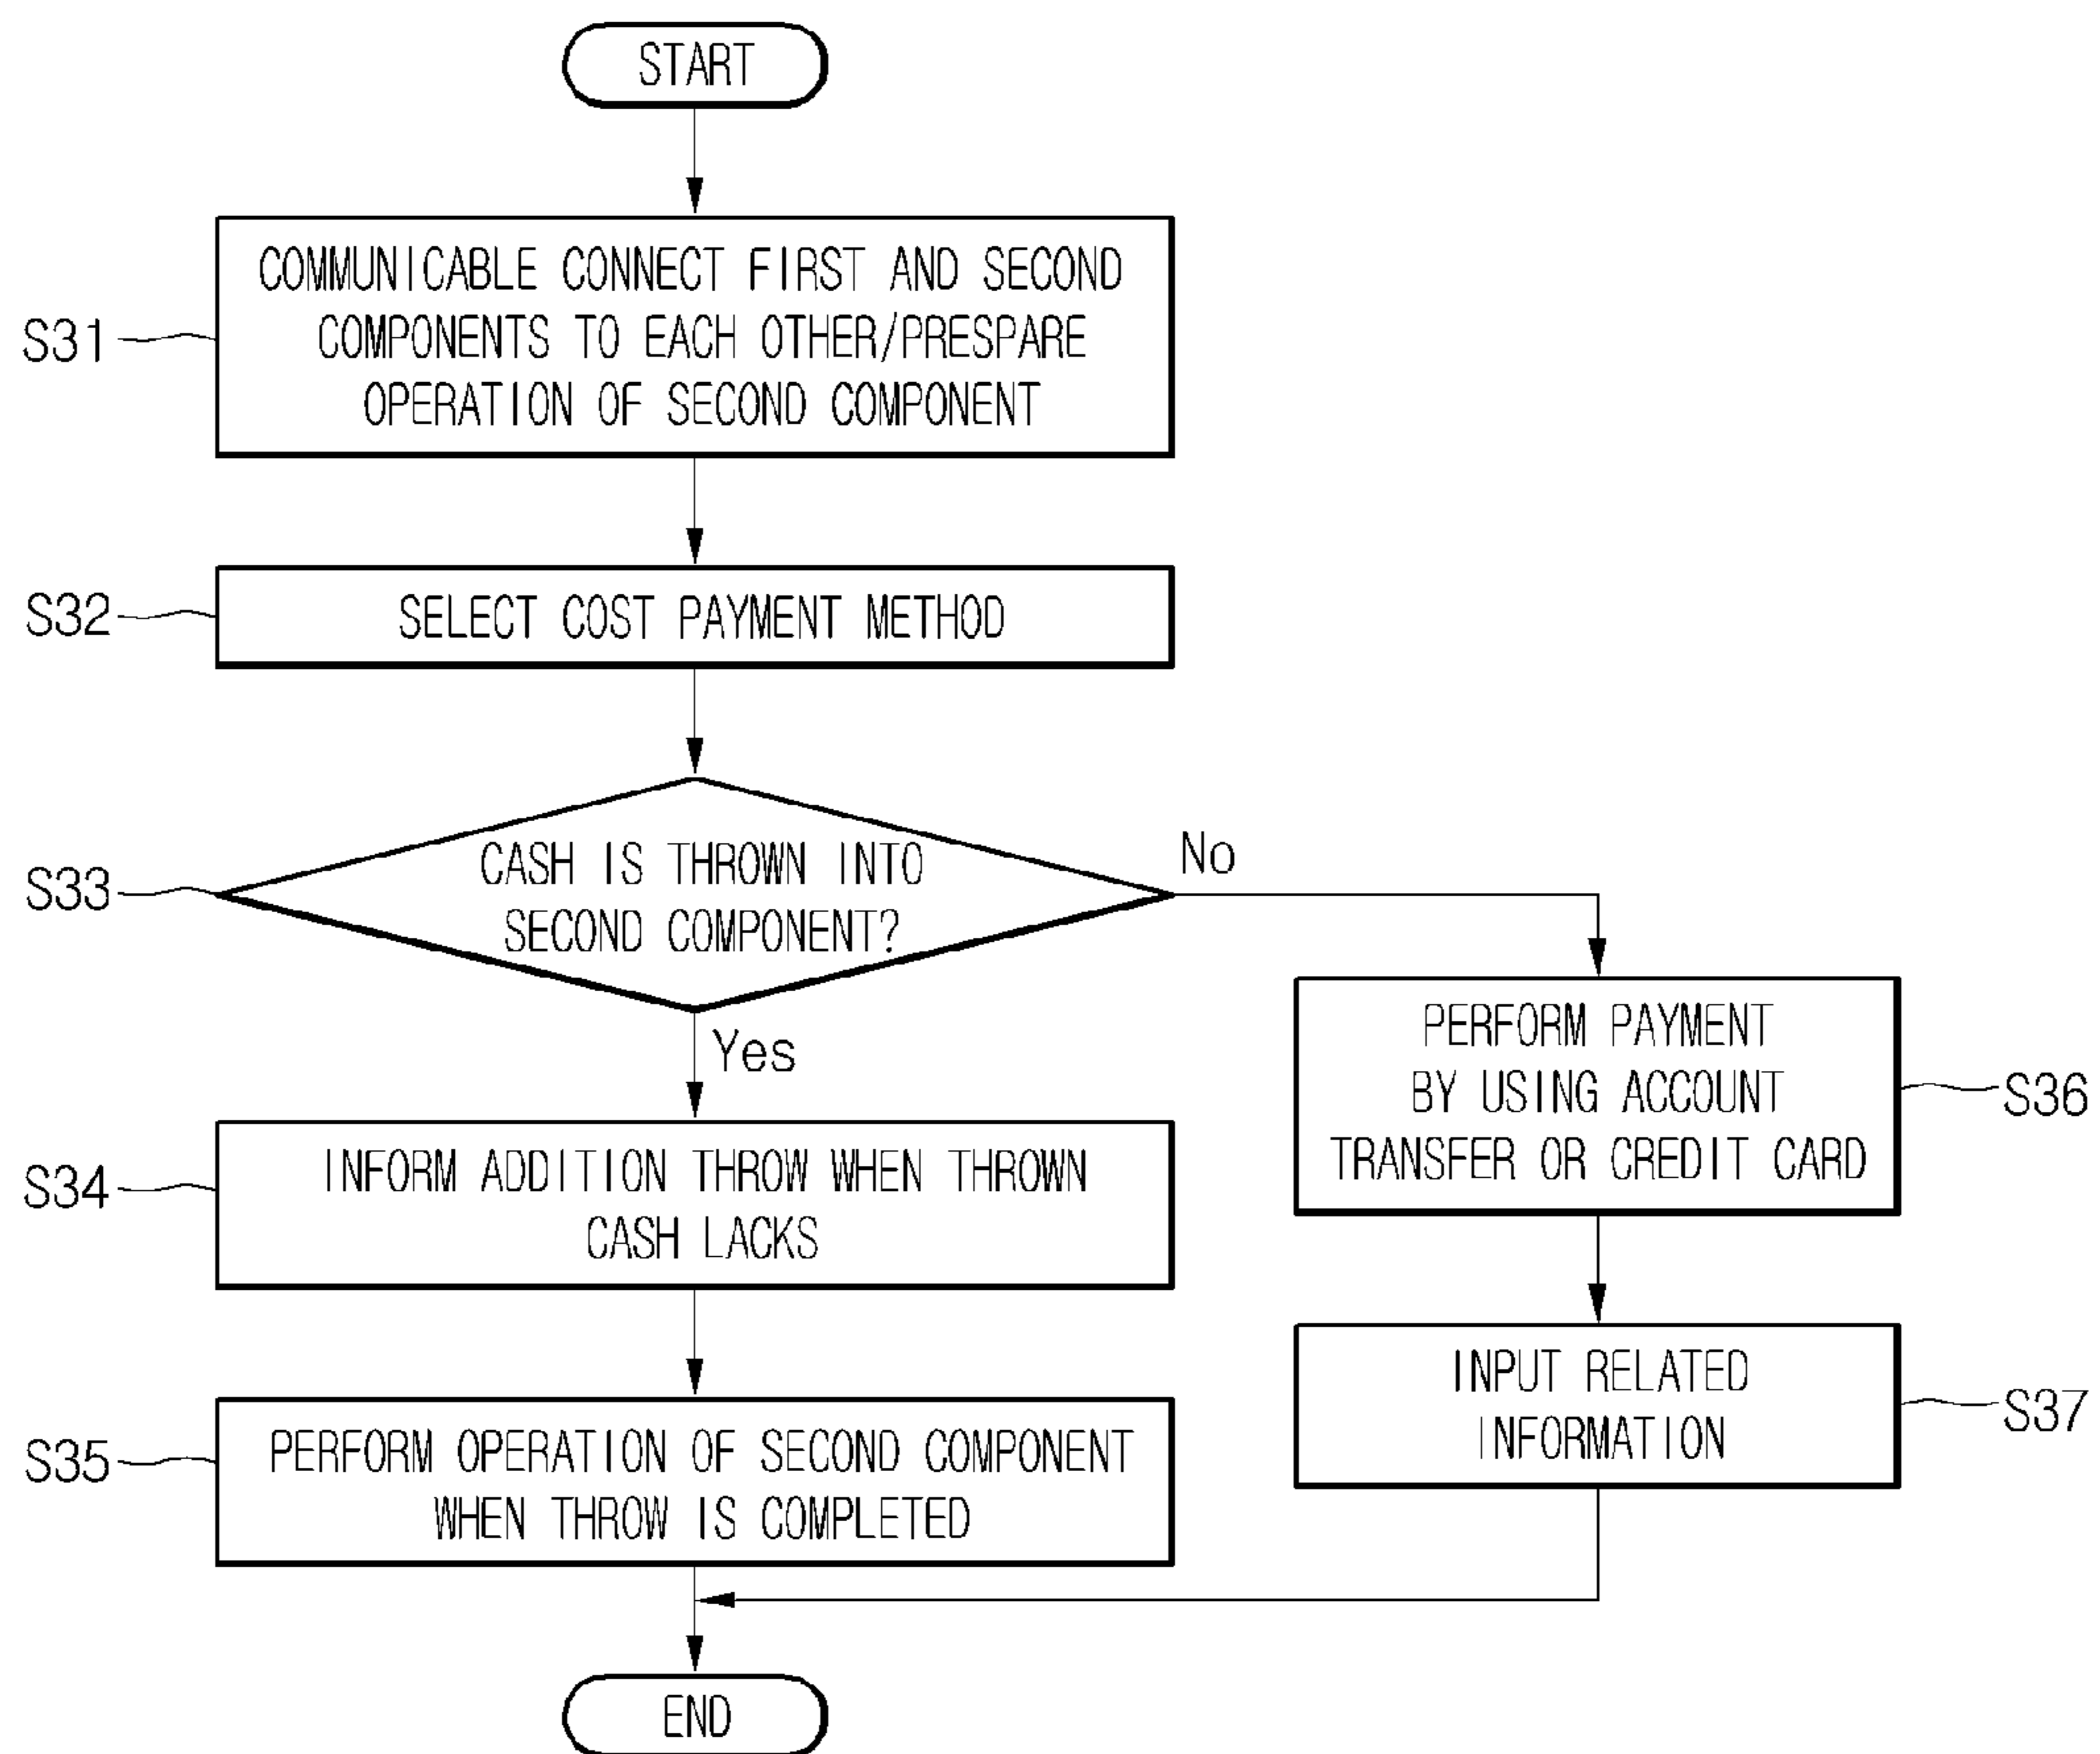 START
S31
COMMUNICABLE CONNECT FIRST AND SECOND
COMPONENTS TO EACH OTHER/PRESPARE
OPERATION OF SECOND COMPONENT
S32
SELECT COST PAYMENT METHOD
S33
CASH IS THROWN INTO
SECOND COMPONENT?
No
Yes
S34
INFORM ADDITION THROW WHEN THROWN
CASH LACKS
S35
PERFORM OPERATION OF SECOND COMPONENT
WHEN THROW IS COMPLETED
PERFORM PAYMENT
BY USING ACCOUNT
TRANSFER OR CREDIT CARD
S36
INPUT RELATED
INFORMATION
S37
END